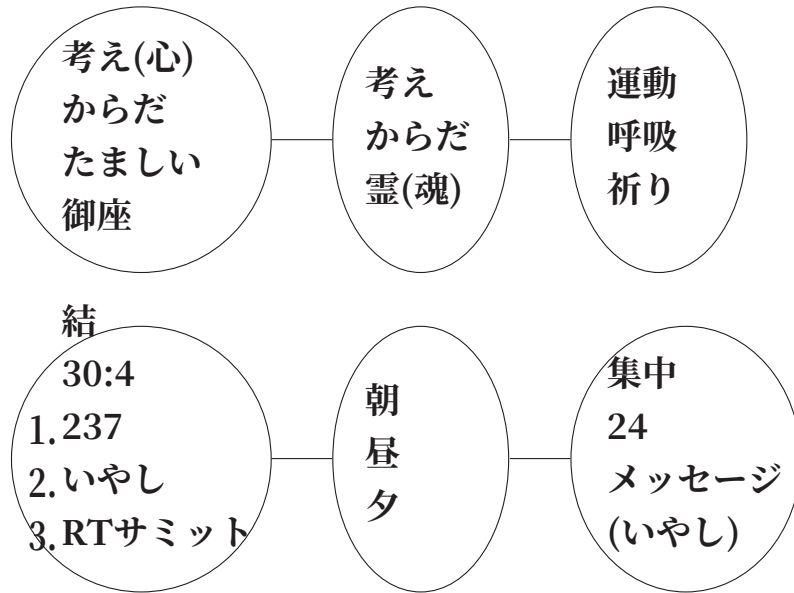 考え(心)
からだ
たましい
御座
考え
からだ
霊(魂)
運動
呼吸
祈り
結
30:4
1.237
2.いやし
3.RTサミット
朝
昼
夕
集中
24
メッセージ
(いやし)